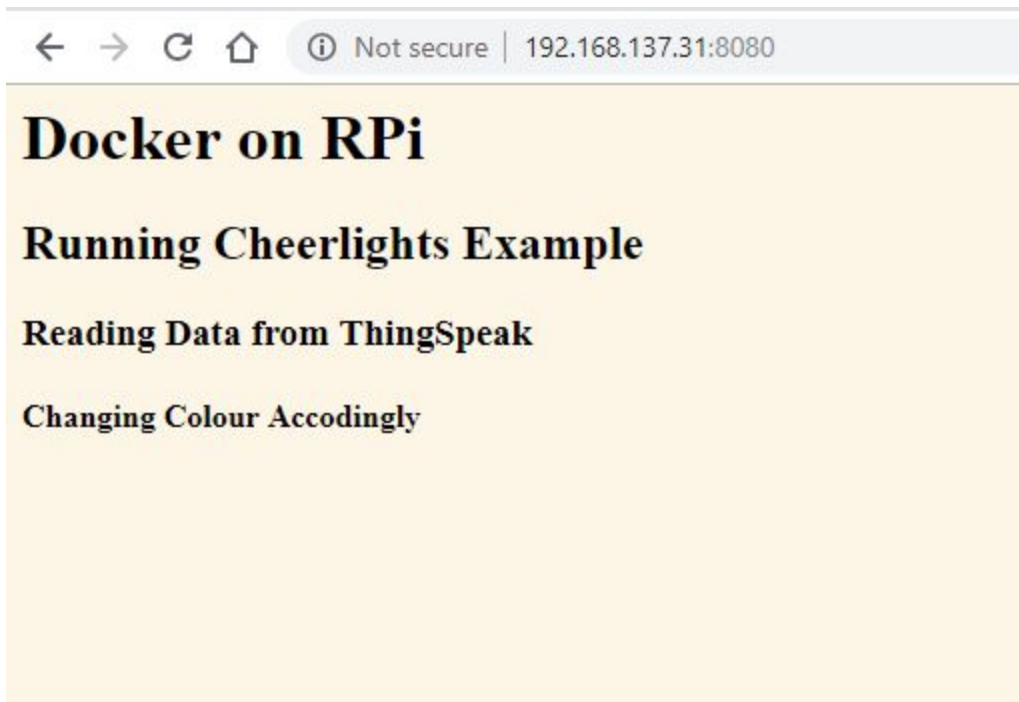 Not secure | 192.168.137.31:8080
Docker on RPi
Running Cheerlights Example
Reading Data from ThingSpeak
Changing Colour Accodingly